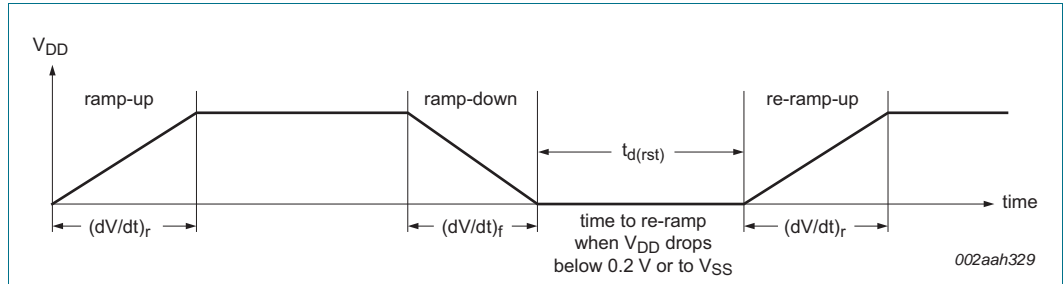 VDD
ramp-up
ramp-down
re-ramp-up
td(rst)
time
(dV/dt)r
(dV/dt)f
time to re-ramp
when VDD drops
below 0.2 V or to VSS
(dV/dt)r
002aah329